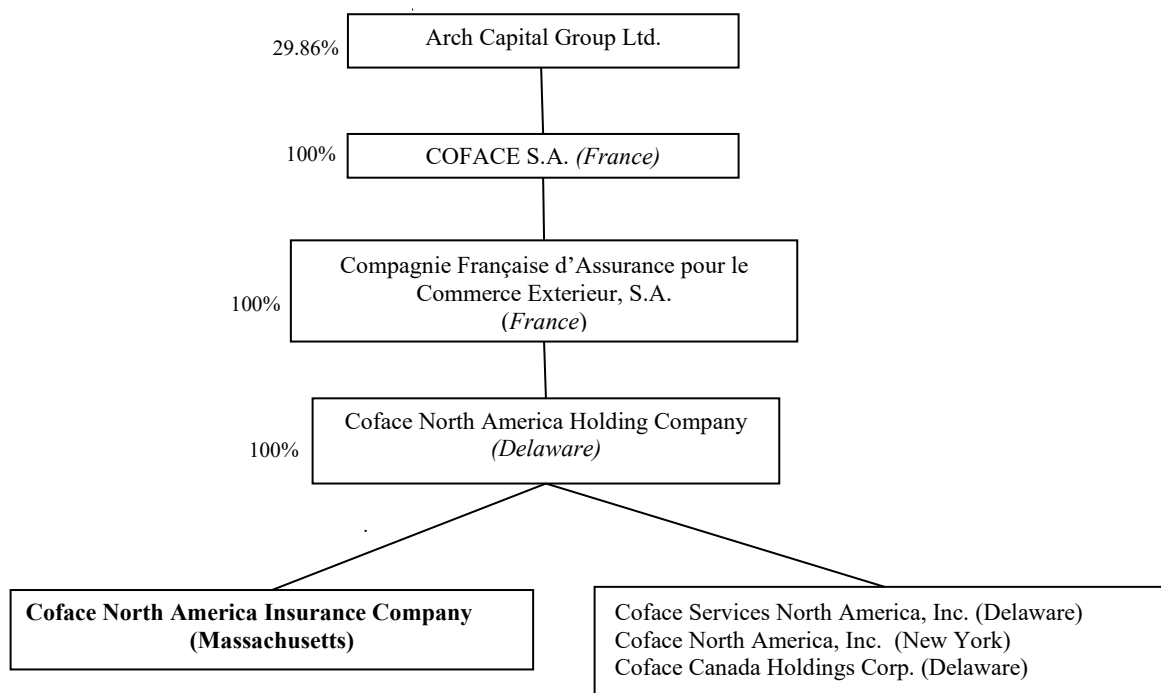 29.86%
Arch Capital Group Ltd.
100%
COFACE S.A. (France)
Compagnie Française d’Assurance pour le
Commerce Exterieur, S.A.
100%
(France)
Coface North America Holding Company
100%
(Delaware)
Coface North America Insurance Company
(Massachusetts)
Coface Services North America, Inc. (Delaware)
Coface North America, Inc. (New York)
Coface Canada Holdings Corp. (Delaware)